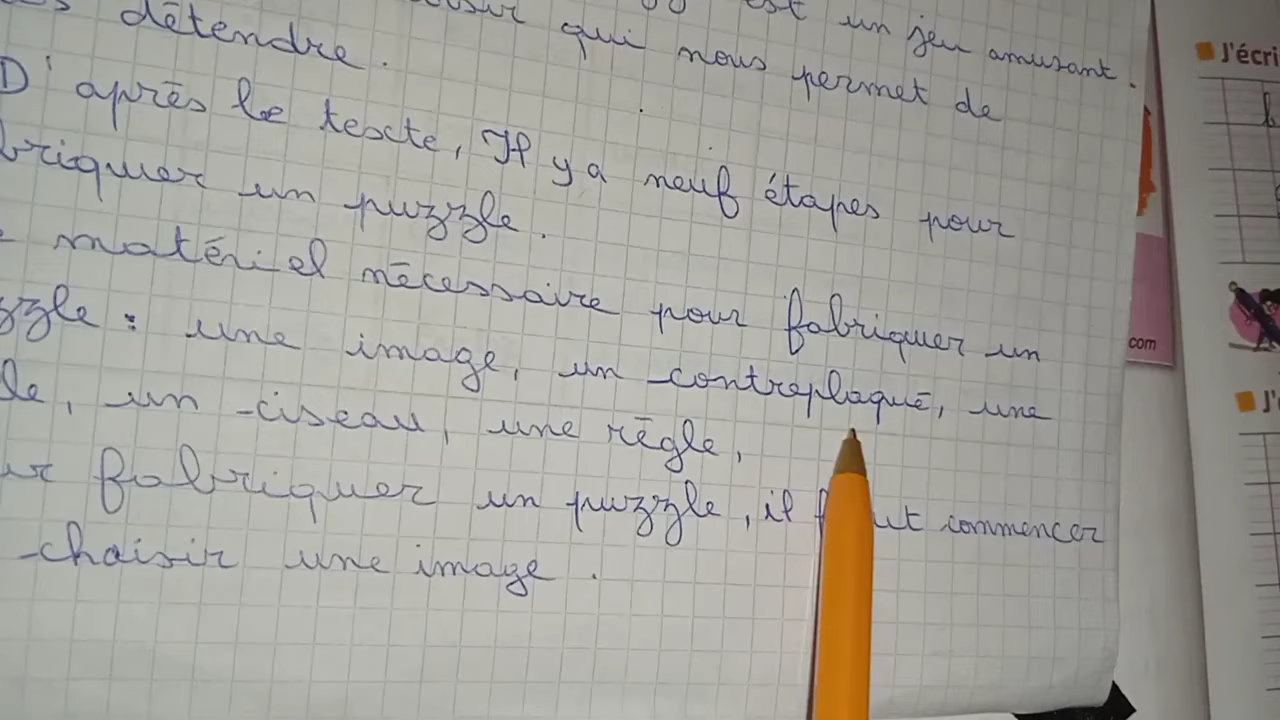 est un jeu amusant.
qui nous permet de
détendre.
D'après le texte, Il y a neuf étapes pour
briquer un puzzle.
matériel nécessaire pour fabriquer un
zzle : une image, un contreplaqué, une
le, un ciseau, une règle,
fabriquer un puzzle, il faut commencer
chaisir une image.
J'écri
com
J'